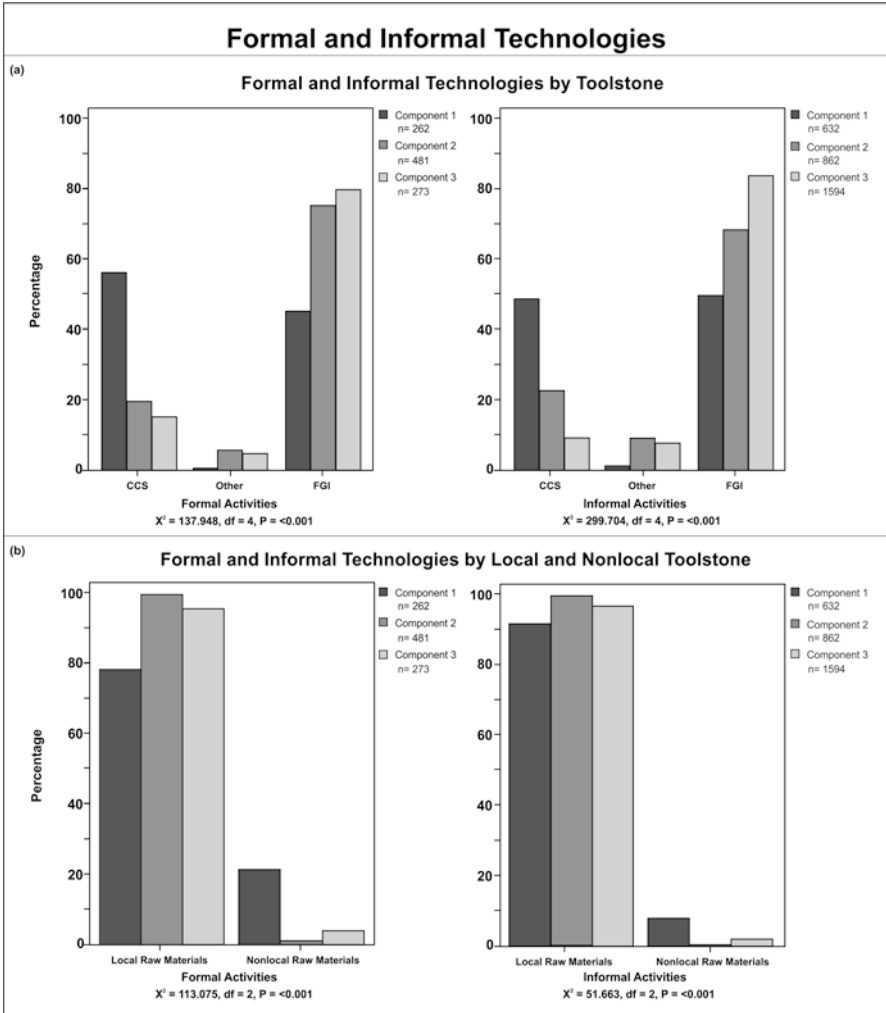 Formal and Informal Technologies
(a)
Formal and Informal Technologies by Toolstone
Percentage
100
80
60
40
20
0
CCS
Other
FGI
Formal Activities
X² = 137.948, df = 4, P = <0.001
Component 1
n= 262
Component 2
n= 481
Component 3
n= 273
100
80
60
40
20
0
CCS
Other
FGI
Informal Activities
X² = 299.704, df = 4, P = <0.001
Component 1
n= 632
Component 2
n= 862
Component 3
n= 1594
(b)
Formal and Informal Technologies by Local and Nonlocal Toolstone
Percentage
100
80
60
40
20
0
Local Raw Materials
Nonlocal Raw Materials
Formal Activities
X² = 113.075, df = 2, P = <0.001
Component 1
n= 262
Component 2
n= 481
Component 3
n= 273
100
80
60
40
20
0
Local Raw Materials
Nonlocal Raw Materials
Informal Activities
X² = 51.663, df = 2, P = <0.001
Component 1
n= 632
Component 2
n= 862
Component 3
n= 1594